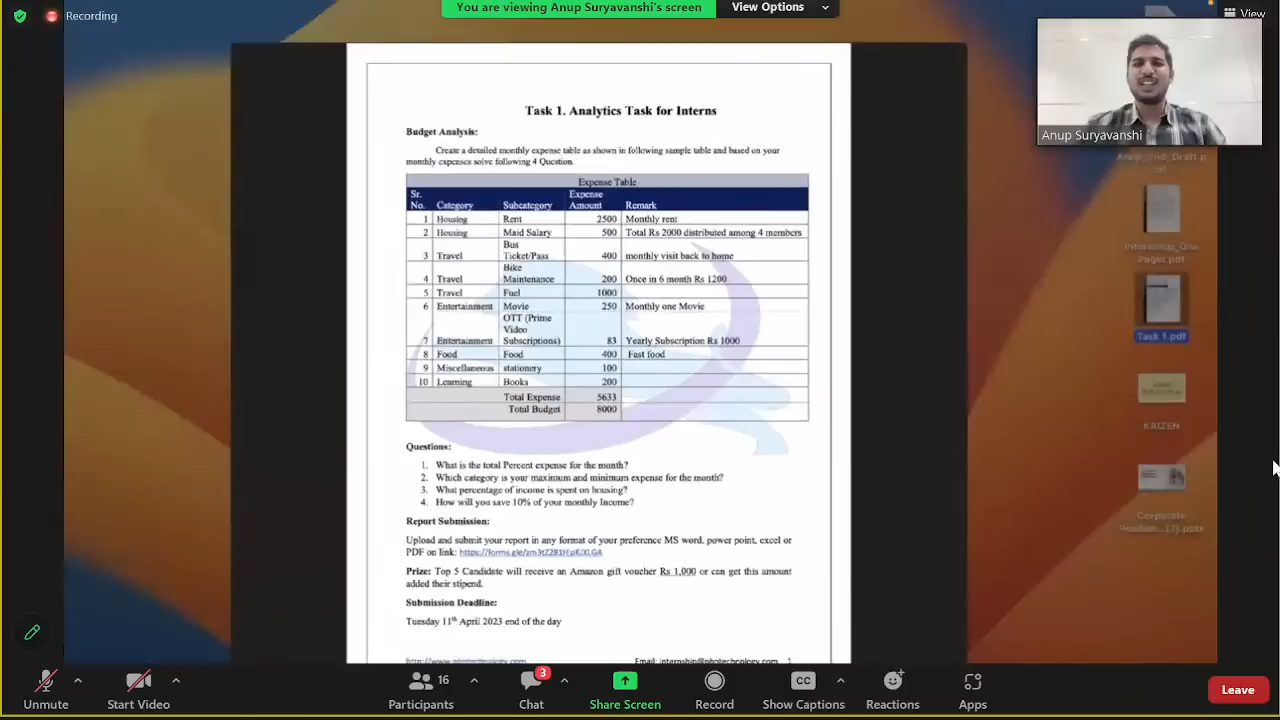 Recording
You are viewing Anup Suryavanshi's screen
View Options
View
Anup Suryavanshi
Task 1. Analytics Task for Interns
Budget Analysis:
Create a detailed monthly expense table as shown in following sample table and based on your
monthly expenses solve following 4 Question.
Expense Table
Sr. No. Category Subcategory Expense Amount Remark
1 Housing Rent 2500 Monthly rent
2 Housing Maid Salary 500 Total Rs 2000 distributed among 4 members
3 Travel Bus Ticket/Pass 400 monthly visit back to home
4 Travel Bike Maintenance 200 Once in 6 month Rs 1200
5 Travel Fuel 1000
6 Entertainment Movie 250 Monthly one Movie
7 Entertainment OTT (Prime Video Subscriptions) 83 Yearly Subscription Rs 1000
8 Food Food 400 Fast food
9 Miscellaneous stationery 100
10 Learning Books 200
Total Expense 5633
Total Budget 8000
Questions:
1. What is the total Percent expense for the month?
2. Which category is your maximum and minimum expense for the month?
3. What percentage of income is spent on housing?
4. How will you save 10% of your monthly Income?
Report Submission:
Upload and submit your report in any format of your preference MS word, power point, excel or
PDF on link:
Prize: Top 5 Candidate will receive an Amazon gift voucher Rs 1,000 or can get this amount
added their stipend.
Submission Deadline:
Tuesday 11th April 2023 end of the day
Task 1.pdf
KAIZEN
Corporate
Unmute
Start Video
16
Participants
3
Chat
Share Screen
Record
CC
Show Captions
Reactions
Apps
Leave